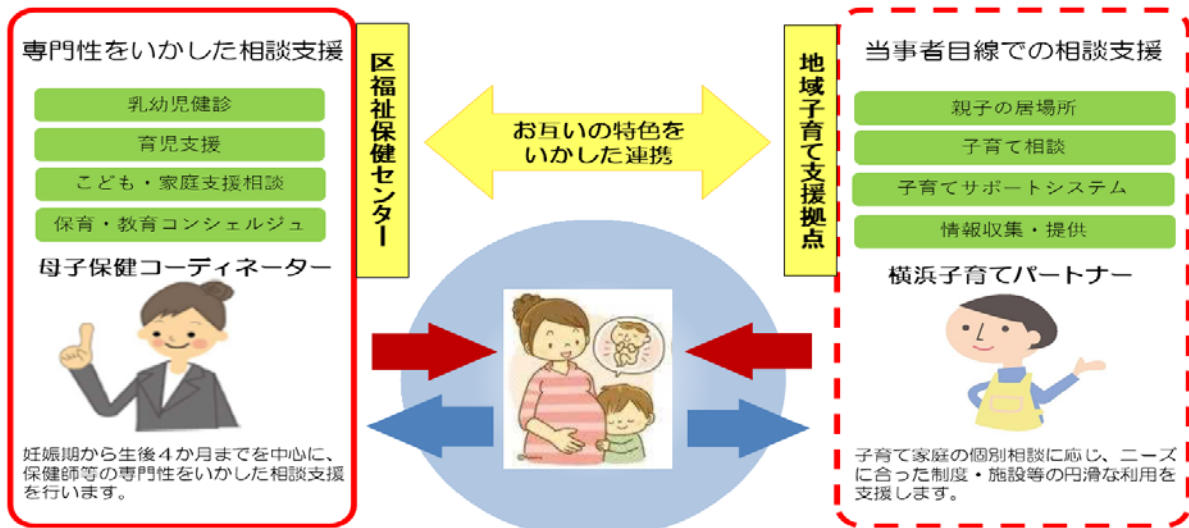 専門性をいかした相談支援
乳幼児健診
育児支援
こども・家庭支援相談
保育・教育コンシェルジュ
母子保健コーディネーター
妊娠期から生後４か月までを中心に、
保健師等の専門性をいかした相談支援
を行います。
区福祉保健センター
お互いの特色を
いかした連携
地域子育て支援拠点
当事者目線での相談支援
親子の居場所
子育て相談
子育てサポートシステム
情報収集・提供
横浜子育てパートナー
子育て家庭の個別相談に応じ、ニーズ
に合った制度・施設等の円滑な利用を
支援します。